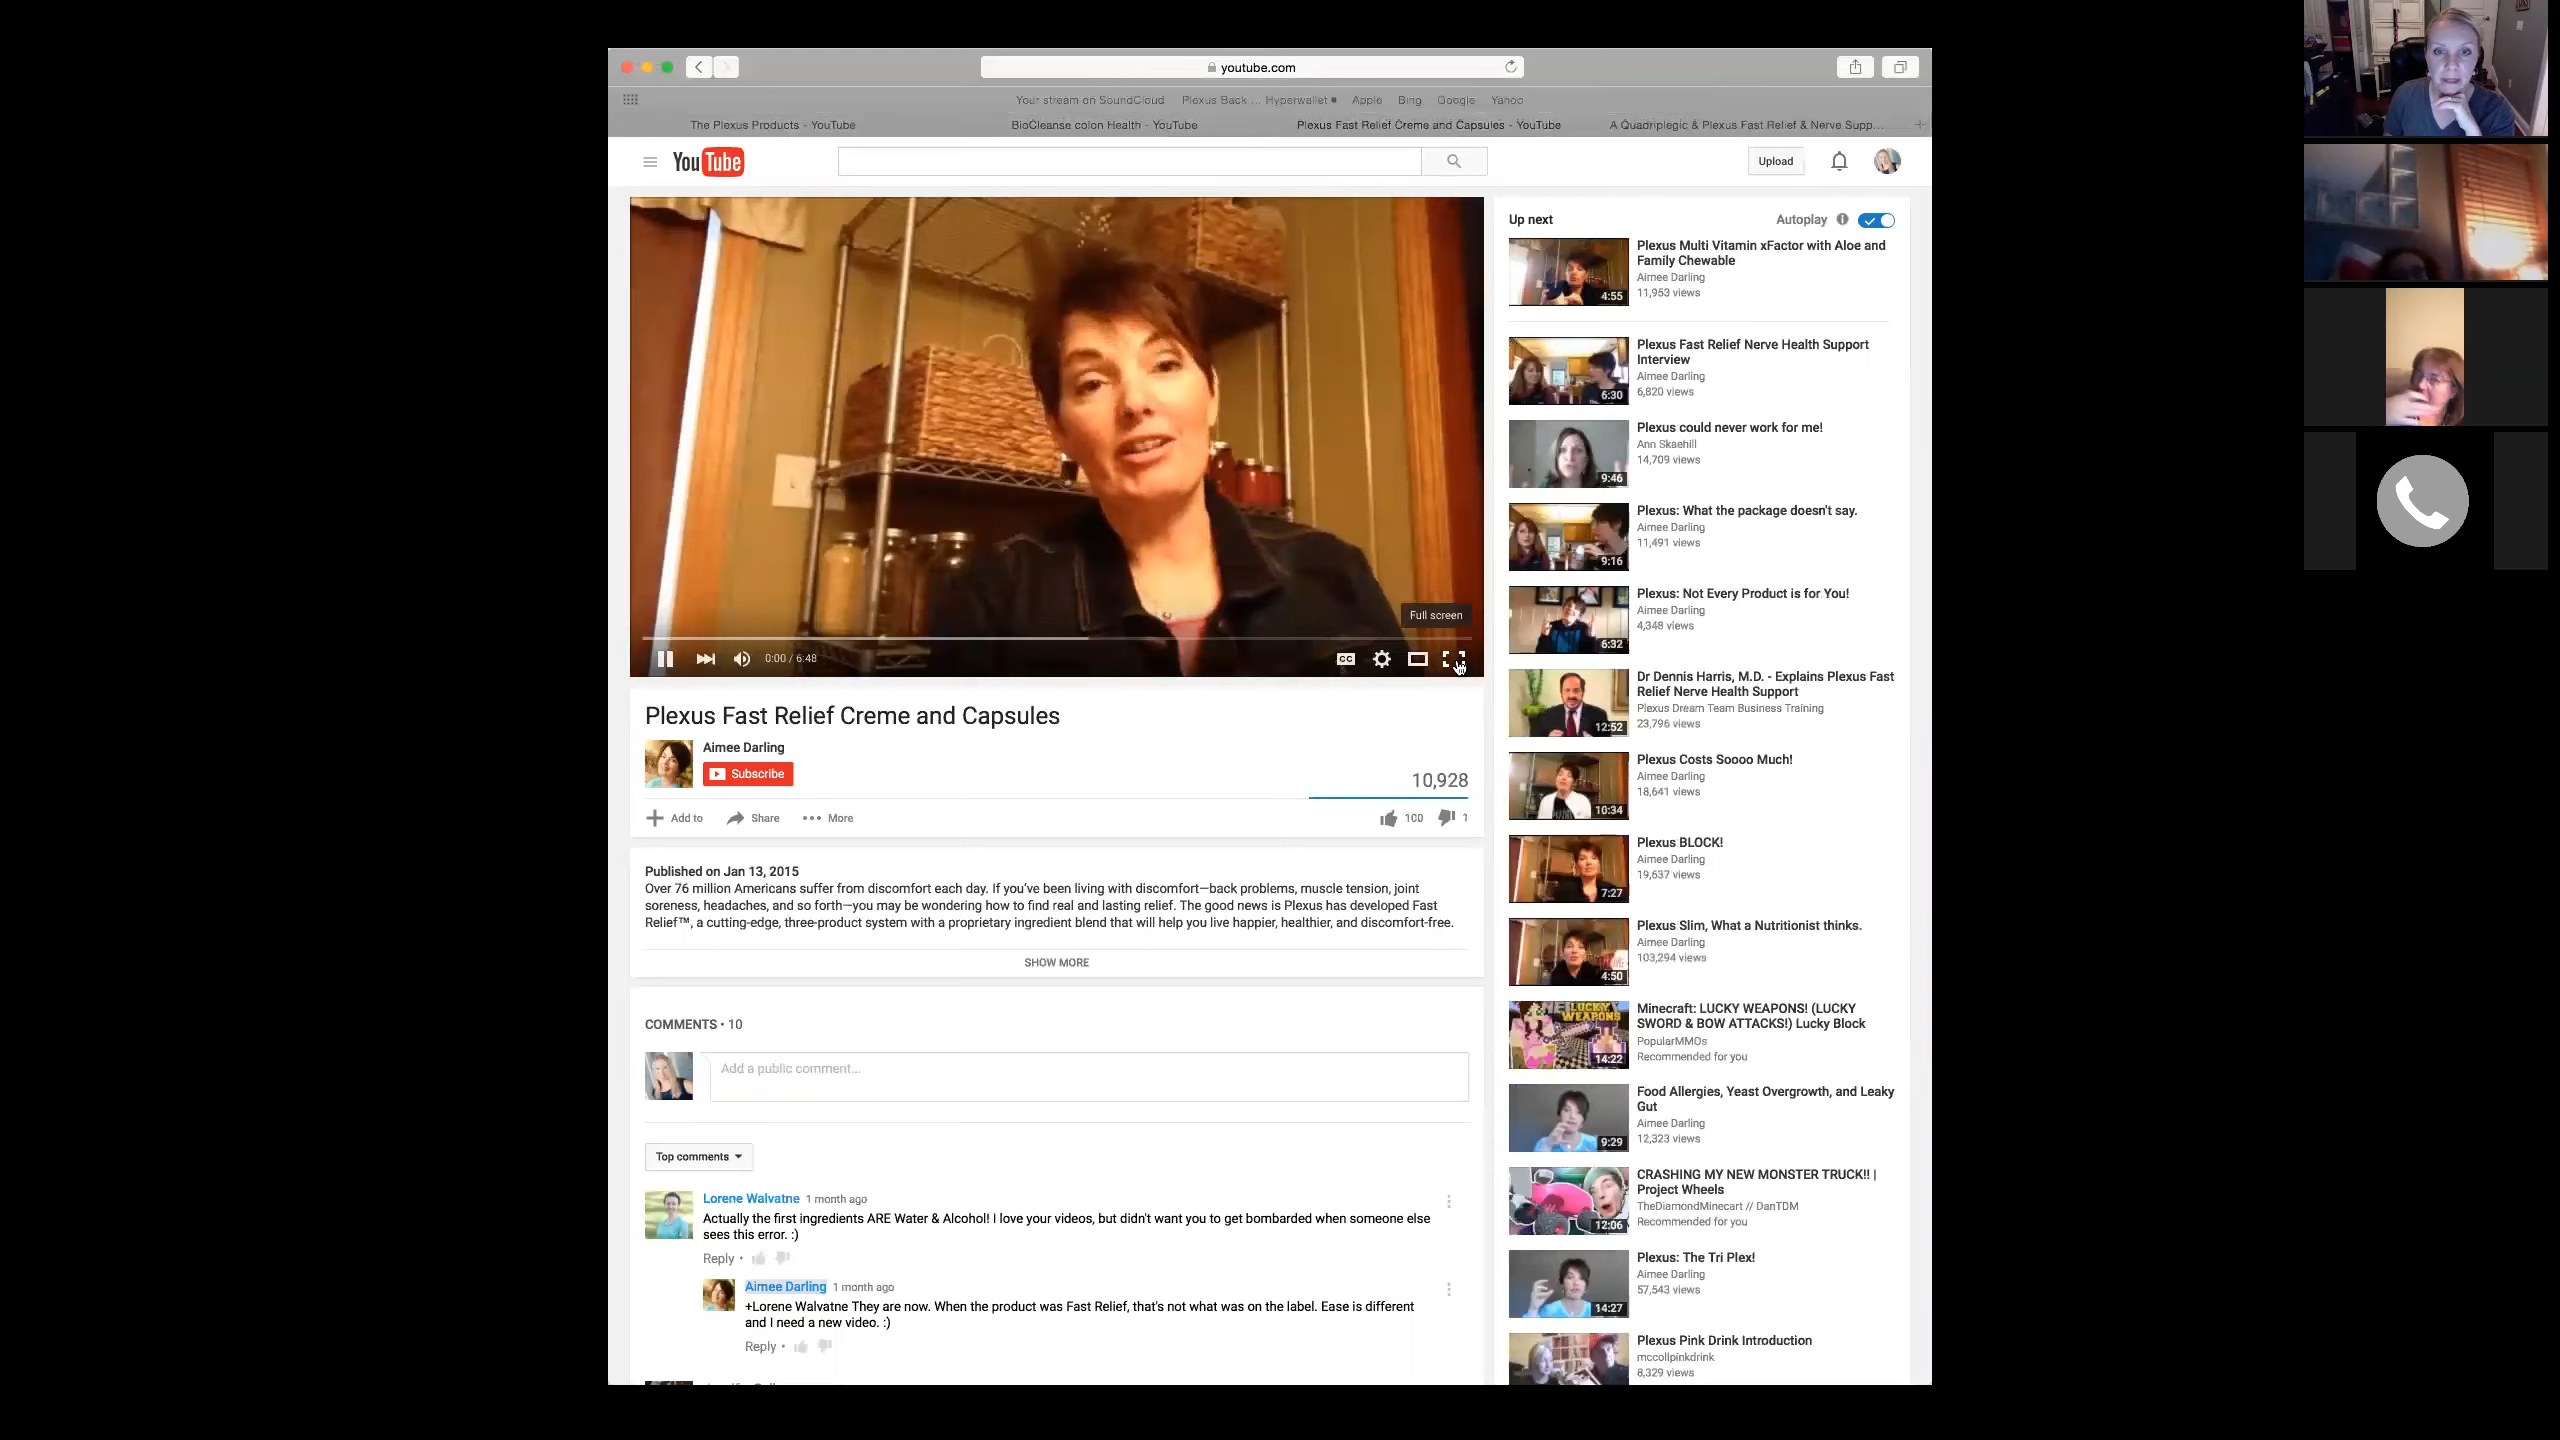 youtube.com
Your stream on SoundCloud Plexus Back ... Hyperwallet Apple Bing Google Yahoo
The Plexus Products - YouTube
BioCleanse colon Health - YouTube
Plexus Fast Relief Creme and Capsules - YouTube
A Quadriplegic & Plexus Fast Relief & Nerve Supp...
YouTube
Upload
Full screen
0:00 / 6:48
CC
Plexus Fast Relief Creme and Capsules
Aimee Darling
Subscribe
10,928
Add to Share More
100 1
Published on Jan 13, 2015
Over 76 million Americans suffer from discomfort each day. If you've been living with discomfort—back problems, muscle tension, joint
soreness, headaches, and so forth—you may be wondering how to find real and lasting relief. The good news is Plexus has developed Fast
Relief™, a cutting-edge, three-product system with a proprietary ingredient blend that will help you live happier, healthier, and discomfort-free.
SHOW MORE
COMMENTS • 10
Add a public comment...
Top comments
Lorene Walvatne 1 month ago
Actually the first ingredients ARE Water & Alcohol! I love your videos, but didn't want you to get bombarded when someone else
sees this error. :)
Reply •
Aimee Darling 1 month ago
+Lorene Walvatne They are now. When the product was Fast Relief, that's not what was on the label. Ease is different
and I need a new video. :)
Reply •
Up next
Autoplay
Plexus Multi Vitamin xFactor with Aloe and
Family Chewable
Aimee Darling
11,953 views
4:55
Plexus Fast Relief Nerve Health Support
Interview
Aimee Darling
6,820 views
6:30
Plexus could never work for me!
Ann Skaehill
14,709 views
9:46
Plexus: What the package doesn't say.
Aimee Darling
11,491 views
9:16
Plexus: Not Every Product is for You!
Aimee Darling
4,348 views
6:32
Dr Dennis Harris, M.D. - Explains Plexus Fast
Relief Nerve Health Support
Plexus Dream Team Business Training
23,796 views
12:52
Plexus Costs Soooo Much!
Aimee Darling
18,641 views
10:34
Plexus BLOCK!
Aimee Darling
19,637 views
7:27
Plexus Slim, What a Nutritionist thinks.
Aimee Darling
103,294 views
4:50
Minecraft: LUCKY WEAPONS! (LUCKY
SWORD & BOW ATTACKS!) Lucky Block
PopularMMOs
Recommended for you
LUCKY
WEAPONS
14:22
Food Allergies, Yeast Overgrowth, and Leaky
Gut
Aimee Darling
12,323 views
9:29
CRASHING MY NEW MONSTER TRUCK!! |
Project Wheels
TheDiamondMinecart // DanTDM
Recommended for you
12:06
Plexus: The Tri Plex!
Aimee Darling
57,543 views
14:27
Plexus Pink Drink Introduction
mccollpinkdrink
8,329 views